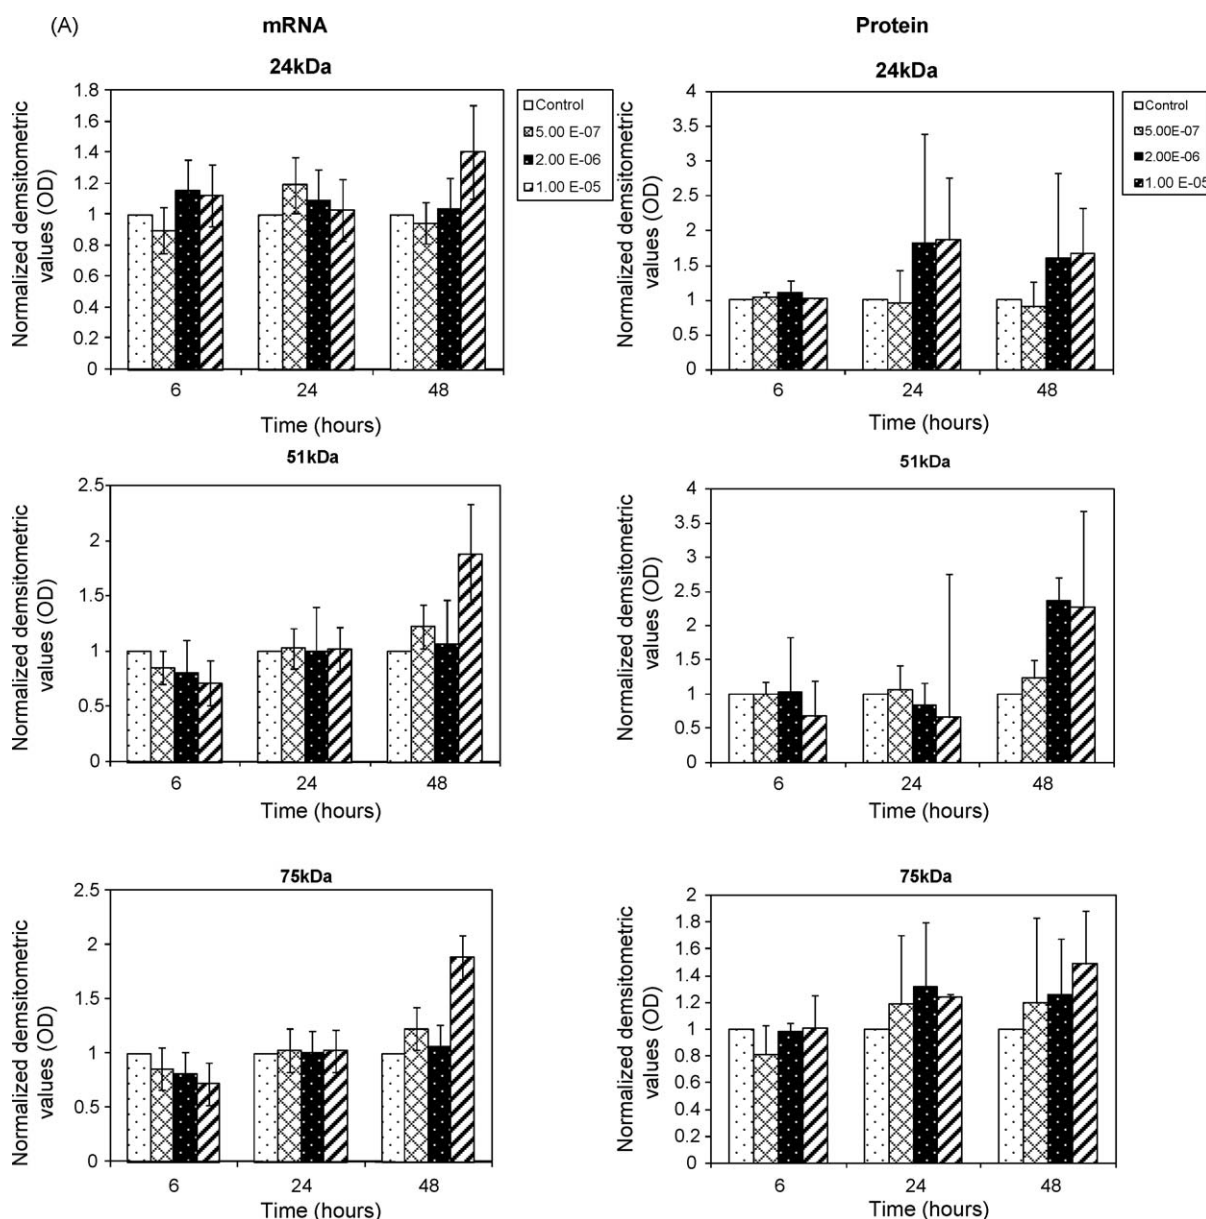 (A)
mRNA
24kDa
Normalized demsitometric
values (OD)
1.8
1.6
1.4
1.2
1
0.8
0.6
0.4
0.2
0
6
24
48
Time (hours)
Control
5.00 E-07
2.00 E-06
1.00 E-05
Protein
24kDa
Normalized demsitometric
values (OD)
4
3.5
3
2.5
2
1.5
1
0.5
0
6
24
48
Time (hours)
Control
5.00E-07
2.00E-06
1.00 E-05
51kDa
Normalized demsitometric
values (OD)
2.5
2
1.5
1
0.5
0
6
24
48
Time (hours)
51kDa
Normalized demsitometric
values (OD)
4
3.5
3
2.5
2
1.5
1
0.5
0
6
24
48
Time (hours)
75kDa
Normalized demsitometric
values (OD)
2.5
2
1.5
1
0.5
0
6
24
48
Time (hours)
75kDa
Normalized demsitometric
values (OD)
2
1.8
1.6
1.4
1.2
1
0.8
0.6
0.4
0.2
0
6
24
48
Time (hours)